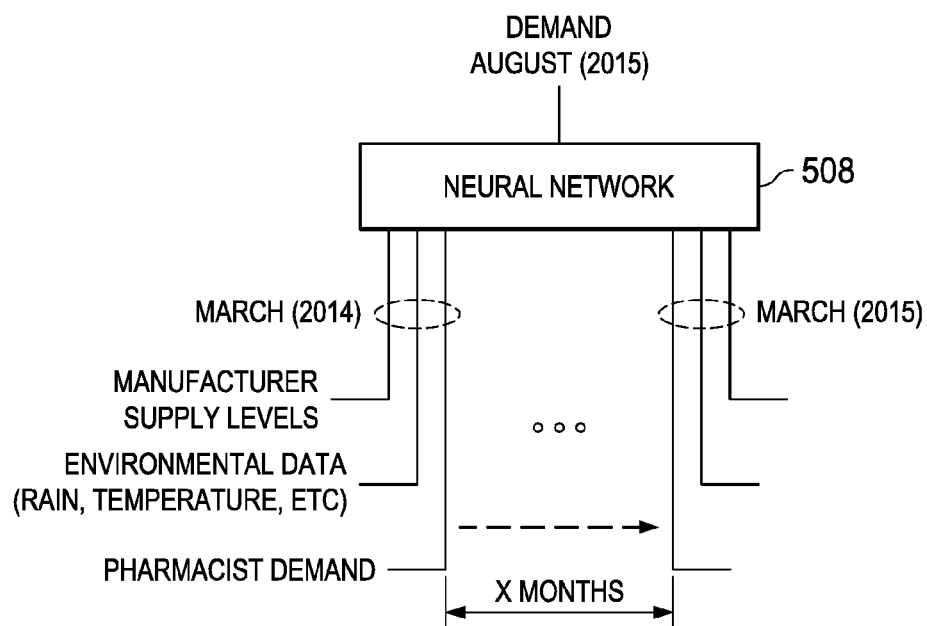 DEMAND
AUGUST (2015)
NEURAL NETWORK
508
MARCH (2014)
MARCH (2015)
MANUFACTURER
SUPPLY LEVELS
ENVIRONMENTAL DATA
(RAIN, TEMPERATURE, ETC)
PHARMACIST DEMAND
X MONTHS